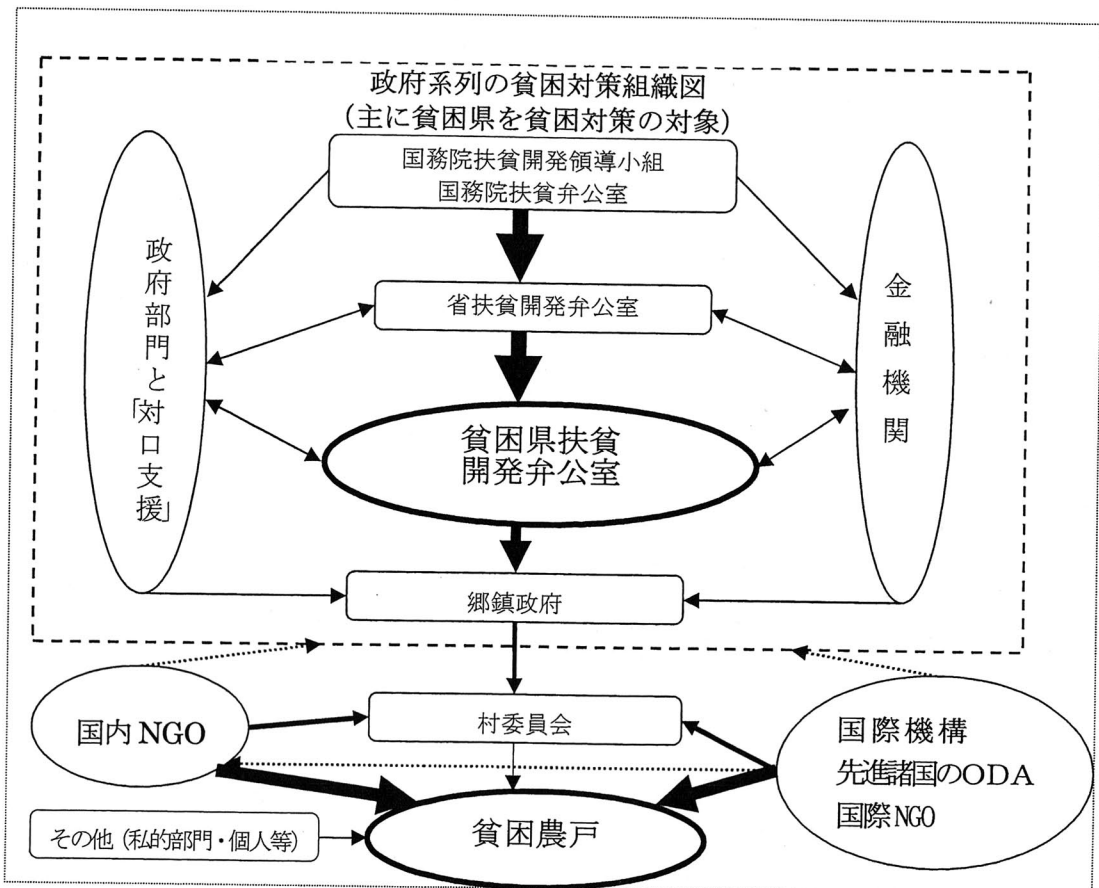 政府系列の貧困対策組織図
(主に貧困県を貧困対策の対象)
国務院扶貧開発領導小組
国務院扶貧弁公室
政府部門と「対口支援」
金融機関
省扶貧開発弁公室
貧困県扶貧
開発弁公室
郷鎮政府
国内NGO
村委員会
国際機構
先進諸国のODA
国際NGO
その他(私的部門・個人等)
貧困農戸